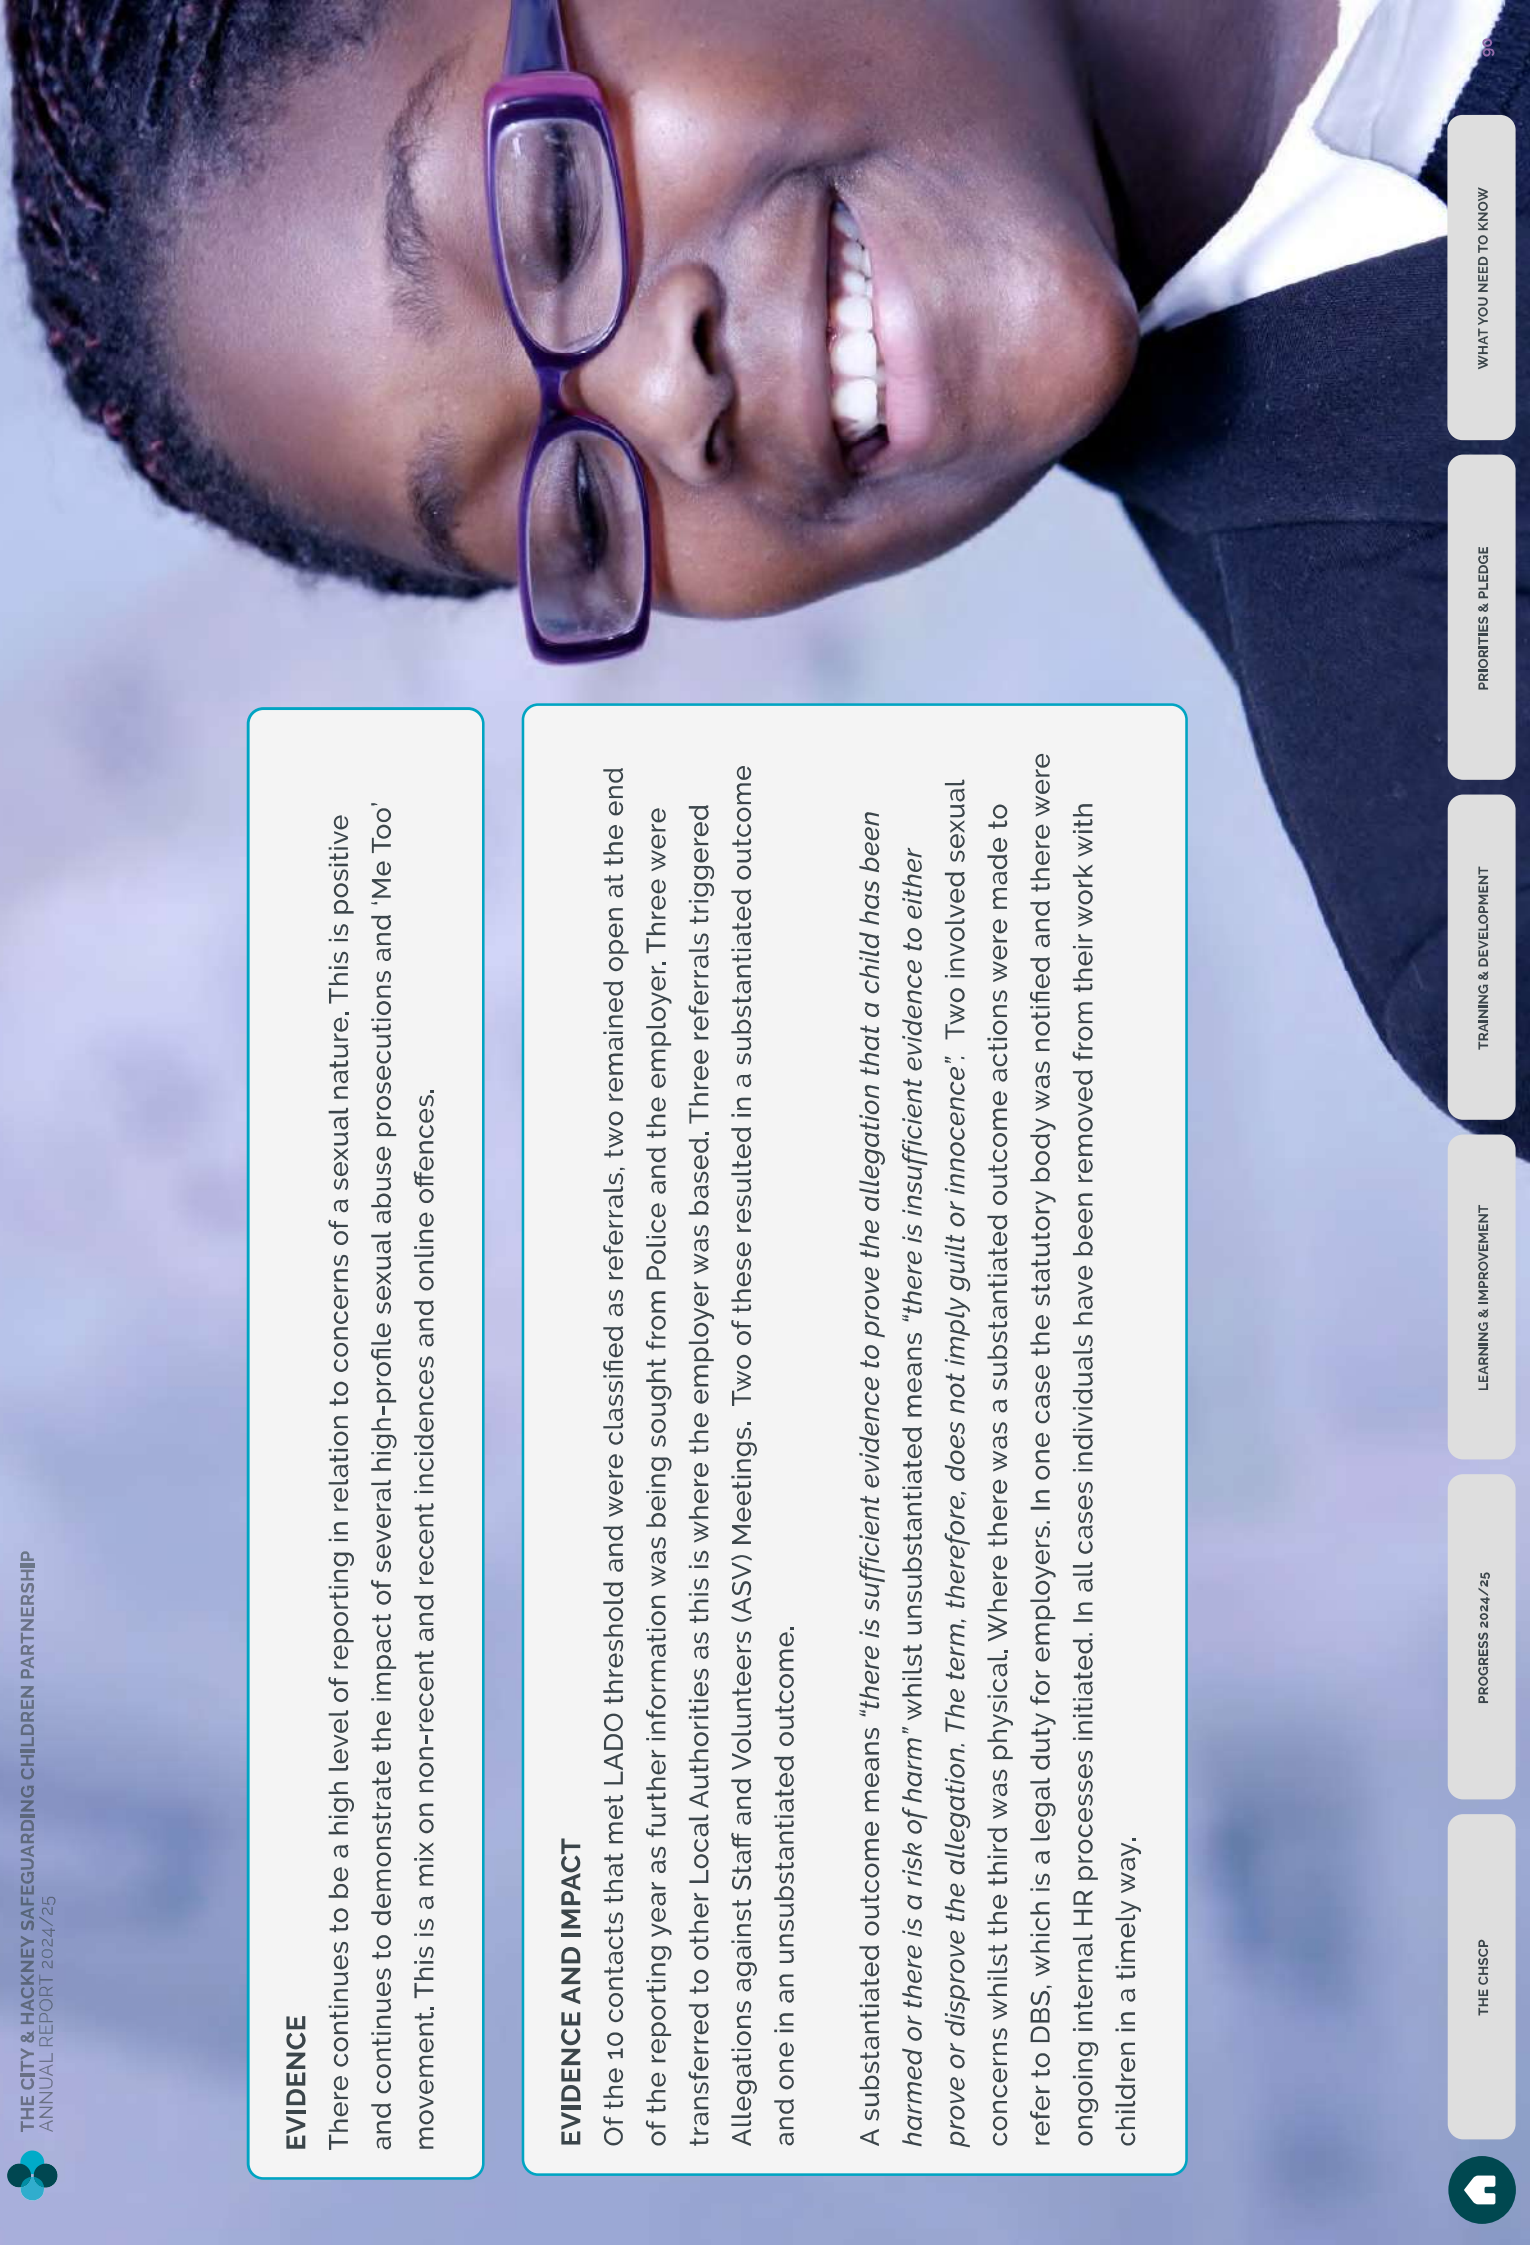 THE CITY & HACKNEY SAFEGUARDING CHILDREN PARTNERSHIP
ANNUAL REPORT 2024/25
EVIDENCE
There continues to be a high level of reporting in relation to concerns of a sexual nature. This is positive
and continues to demonstrate the impact of several high-profile sexual abuse prosecutions and ‘Me Too’
movement. This is a mix on non-recent and recent incidences and online offences.
EVIDENCE AND IMPACT
Of the 10 contacts that met LADO threshold and were classified as referrals, two remained open at the end
of the reporting year as further information was being sought from Police and the employer. Three were
transferred to other Local Authorities as this is where the employer was based. Three referrals triggered
Allegations against Staff and Volunteers (ASV) Meetings. Two of these resulted in a substantiated outcome
and one in an unsubstantiated outcome.
A substantiated outcome means “there is sufficient evidence to prove the allegation that a child has been
harmed or there is a risk of harm” whilst unsubstantiated means “there is insufficient evidence to either
prove or disprove the allegation. The term, therefore, does not imply guilt or innocence”. Two involved sexual
concerns whilst the third was physical. Where there was a substantiated outcome actions were made to
refer to DBS, which is a legal duty for employers. In one case the statutory body was notified and there were
ongoing internal HR processes initiated. In all cases individuals have been removed from their work with
children in a timely way.
THE CHSCP
PROGRESS 2024/25
LEARNING & IMPROVEMENT
TRAINING & DEVELOPMENT
PRIORITIES & PLEDGE
WHAT YOU NEED TO KNOW
90